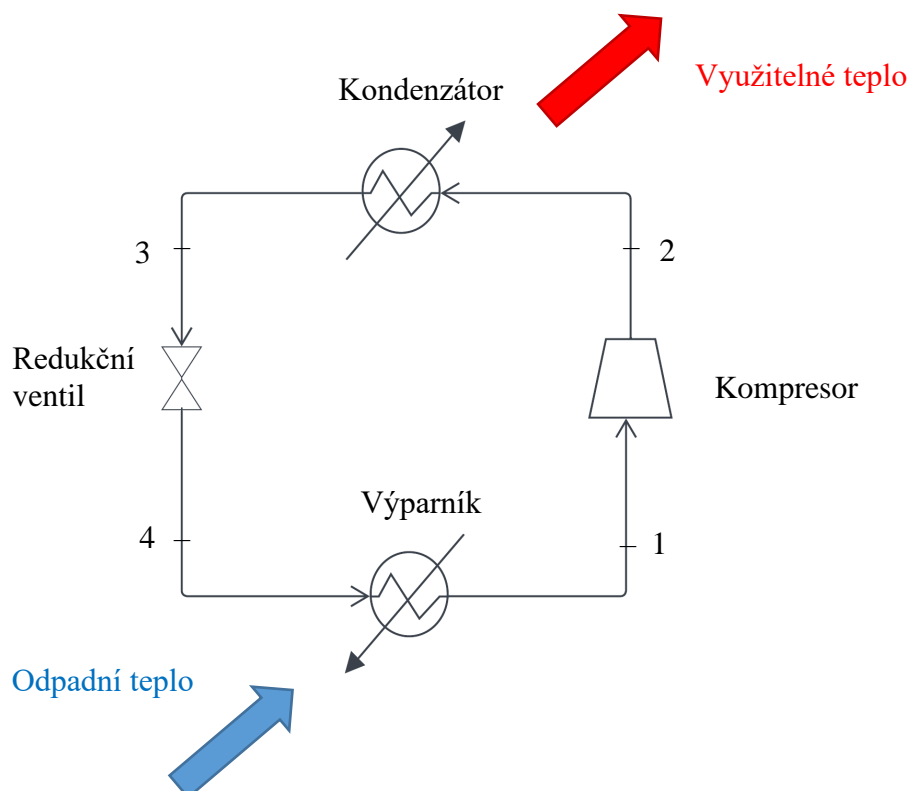 Využitelné teplo
Kondenzátor
3
2
Redukční
ventil
Kompresor
Výparník
4
1
Odpadní teplo